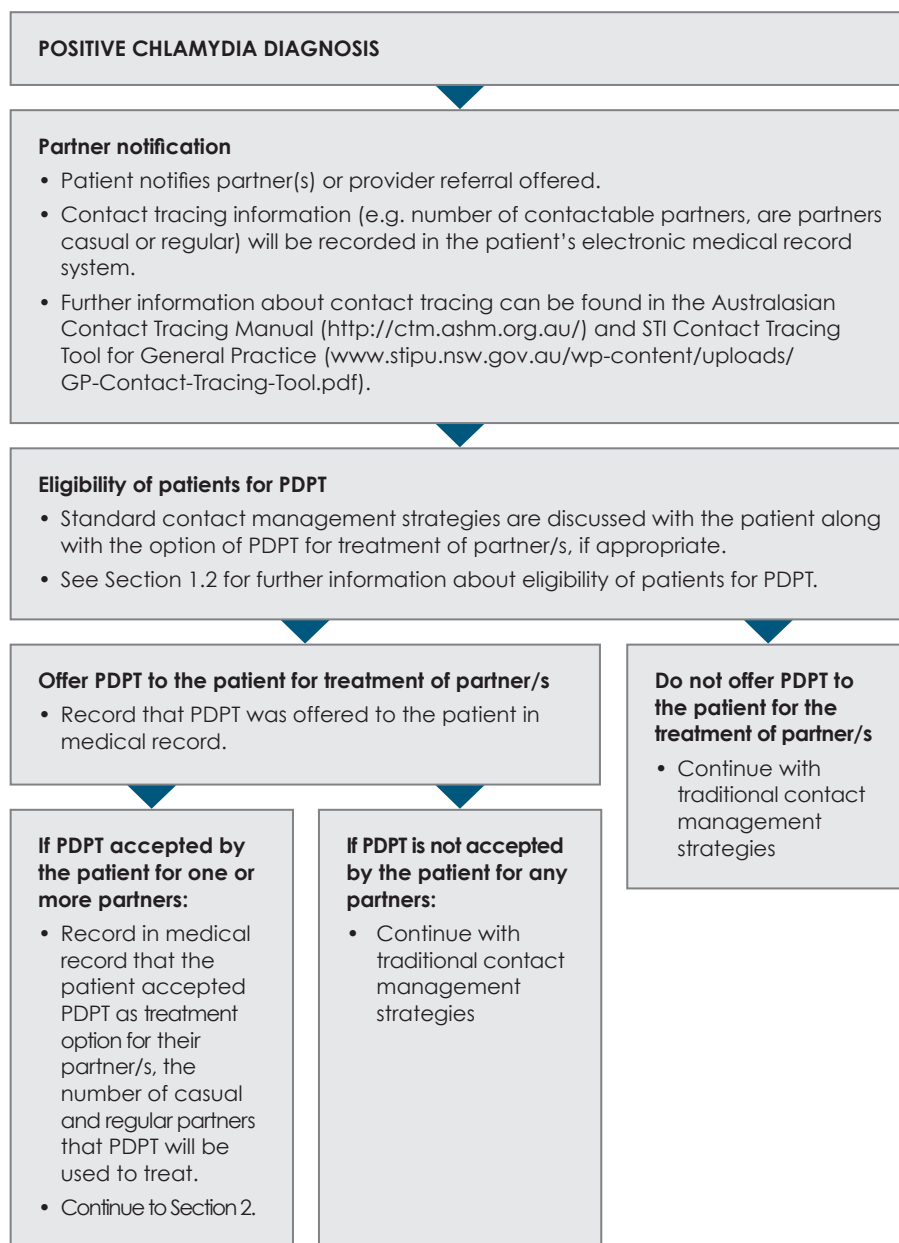 POSITIVE CHLAMYDIA DIAGNOSIS
Partner notification
• Patient notifies partner(s) or provider referral offered.
• Contact tracing information (e.g. number of contactable partners, are partners
casual or regular) will be recorded in the patient's electronic medical record
system.
• Further information about contact tracing can be found in the Australasian
Contact Tracing Manual (http://ctm.ashm.org.au/) and STI Contact Tracing
Tool for General Practice (www.stipu.nsw.gov.au/wp-content/uploads/
GP-Contact-Tracing-Tool.pdf).
Eligibility of patients for PDPT
• Standard contact management strategies are discussed with the patient along
with the option of PDPT for treatment of partner/s, if appropriate.
• See Section 1.2 for further information about eligibility of patients for PDPT.
Offer PDPT to the patient for treatment of partner/s
• Record that PDPT was offered to the patient in
medical record.
Do not offer PDPT to
the patient for the
treatment of partner/s
• Continue with
traditional contact
management
strategies
If PDPT accepted by
the patient for one or
more partners:
• Record in medical
record that the
patient accepted
PDPT as treatment
option for their
partner/s, the
number of casual
and regular partners
that PDPT will be
used to treat.
• Continue to Section 2.
If PDPT is not accepted
by the patient for any
partners:
• Continue with
traditional contact
management
strategies